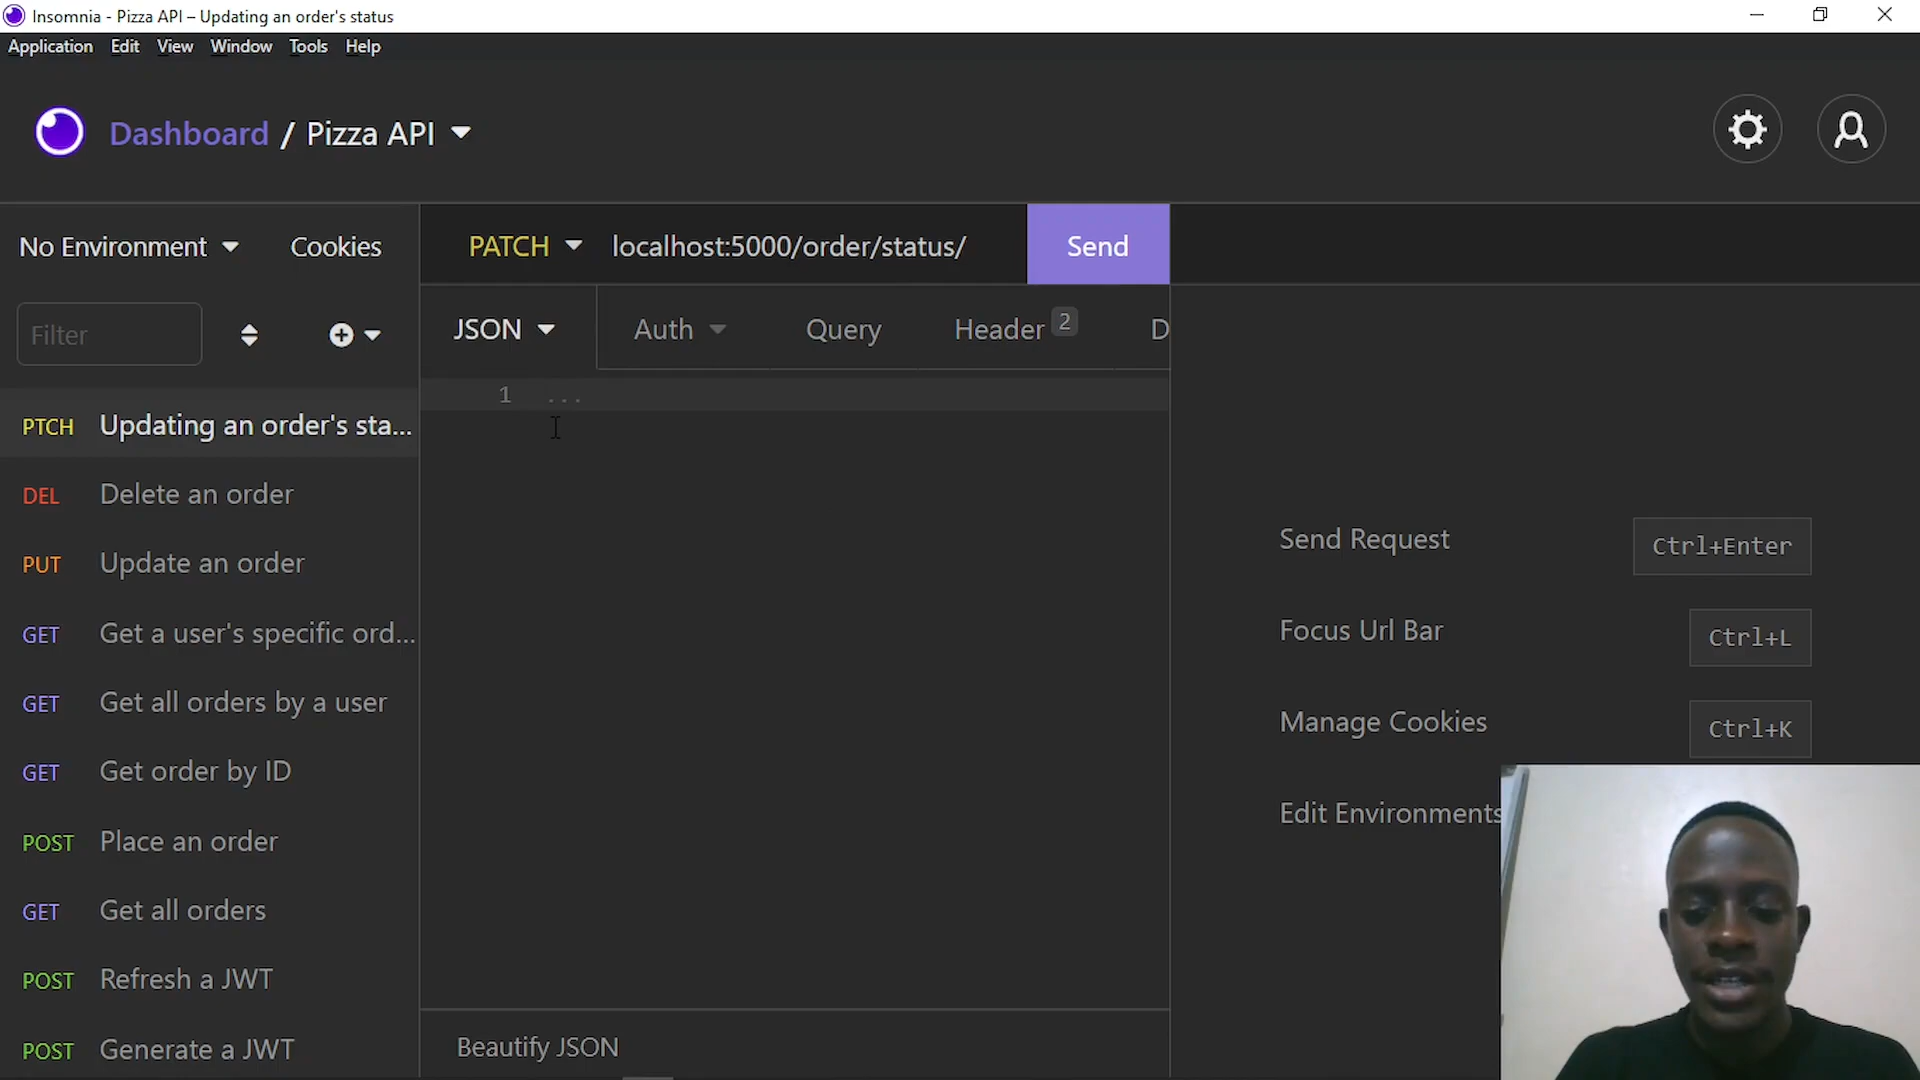 Insomnia - Pizza API – Updating an order's status
Application Edit View Window Tools Help
Dashboard / Pizza API
No Environment Cookies
PATCH localhost:5000/order/status/ Send
Filter
JSON Auth Query Header 2 D
1 ...
PTCH Updating an order's sta...
DEL Delete an order
PUT Update an order
GET Get a user's specific ord...
GET Get all orders by a user
GET Get order by ID
POST Place an order
GET Get all orders
POST Refresh a JWT
POST Generate a JWT
Send Request Ctrl+Enter
Focus Url Bar Ctrl+L
Manage Cookies Ctrl+K
Edit Environments
Beautify JSON